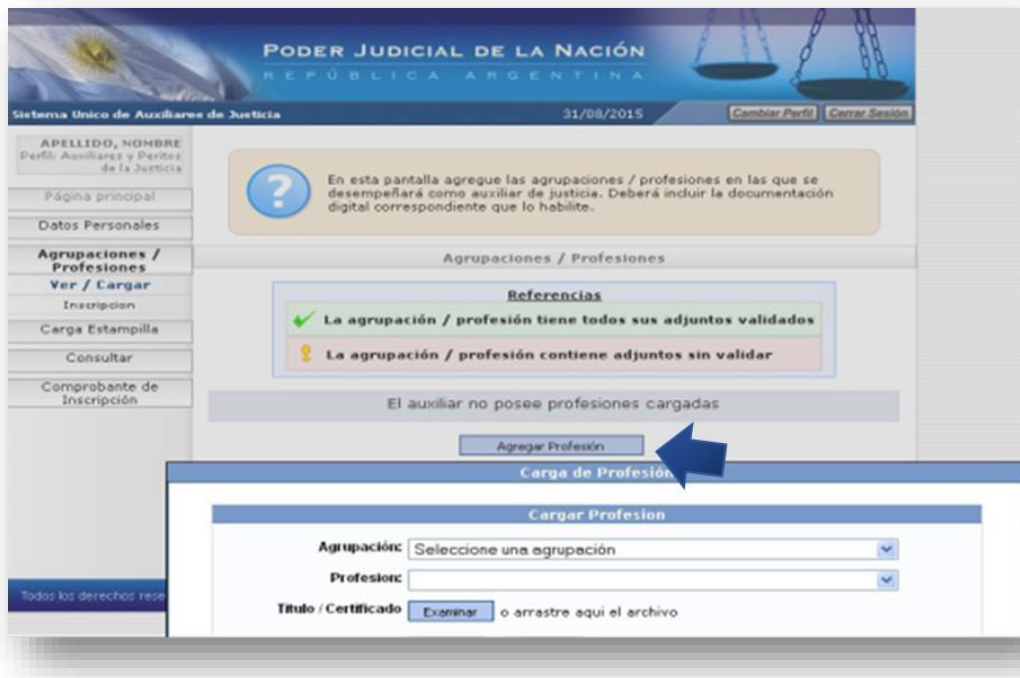 PODER JUDICIAL DE LA NACIÓN
REPÚBLICA ARGENTINA
Sistema Unico de Auxiliares de Justicia
31/08/2015
Cambiar Perfil
Cerrar Sesión
APELLIDO, NOMBRE
Perfil: Auxiliares y Peritos
de la Justicia
Página principal
Datos Personales
Agrupaciones /
Profesiones
Ver / Cargar
Inscripcion
Carga Estampilla
Consultar
Comprobante de
Inscripción
En esta pantalla agregue las agrupaciones / profesiones en las que se
desempeñará como auxiliar de justicia. Deberá incluir la documentación
digital correspondiente que lo habilite.
Agrupaciones / Profesiones
Referencias
La agrupación / profesión tiene todos sus adjuntos validados
La agrupación / profesión contiene adjuntos sin validar
El auxiliar no posee profesiones cargadas
Agregar Profesión
Carga de Profesión
Cargar Profesion
Agrupación: Seleccione una agrupación
Profesion:
Titulo / Certificado Examinar o arrastre aqui el archivo
Todos los derechos rese